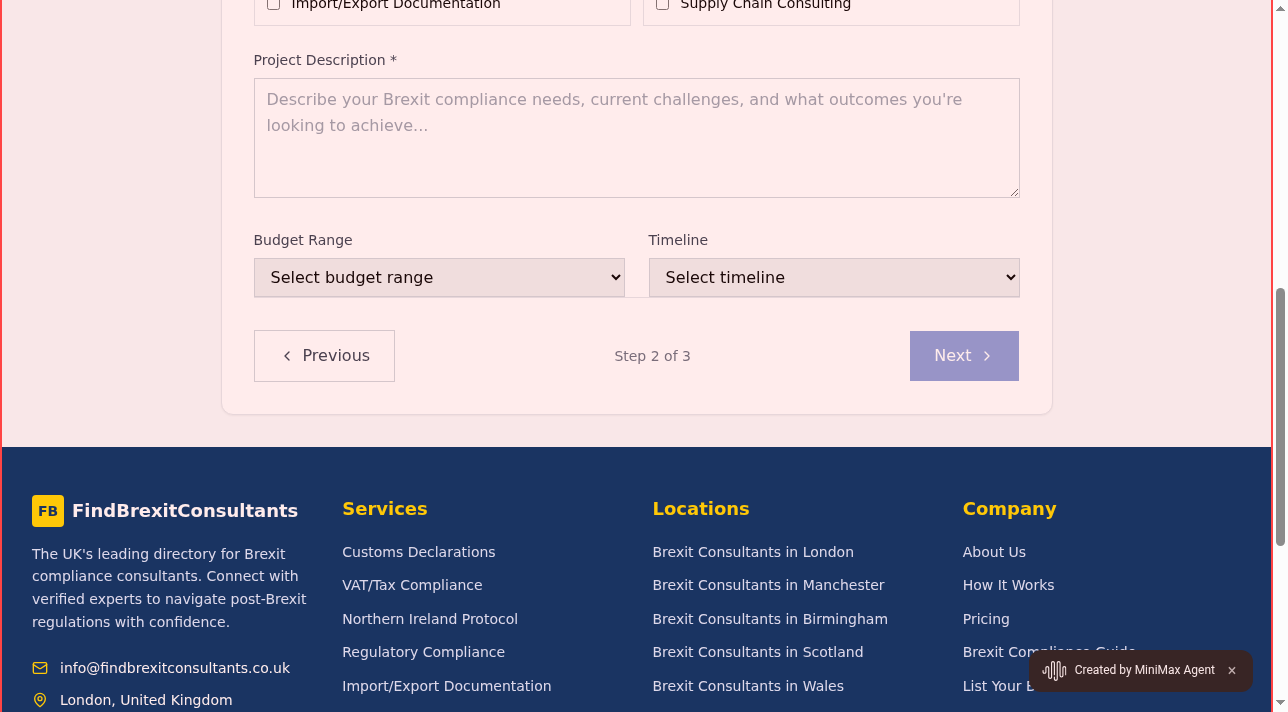 Import/Export Documentation
Supply Chain Consulting
Project Description *
Describe your Brexit compliance needs, current challenges, and what outcomes you're
looking to achieve...
Budget Range
Timeline
Select budget range
Select timeline
Previous
Step 2 of 3
Next
FB FindBrexitConsultants
The UK's leading directory for Brexit
compliance consultants. Connect with
verified experts to navigate post-Brexit
regulations with confidence.
info@findbrexitconsultants.co.uk
London, United Kingdom
Services
Customs Declarations
VAT/Tax Compliance
Northern Ireland Protocol
Regulatory Compliance
Import/Export Documentation
Locations
Brexit Consultants in London
Brexit Consultants in Manchester
Brexit Consultants in Birmingham
Brexit Consultants in Scotland
Brexit Consultants in Wales
Company
About Us
How It Works
Pricing
Brexit Compliance Guide
List Your
Created by MiniMax Agent ×